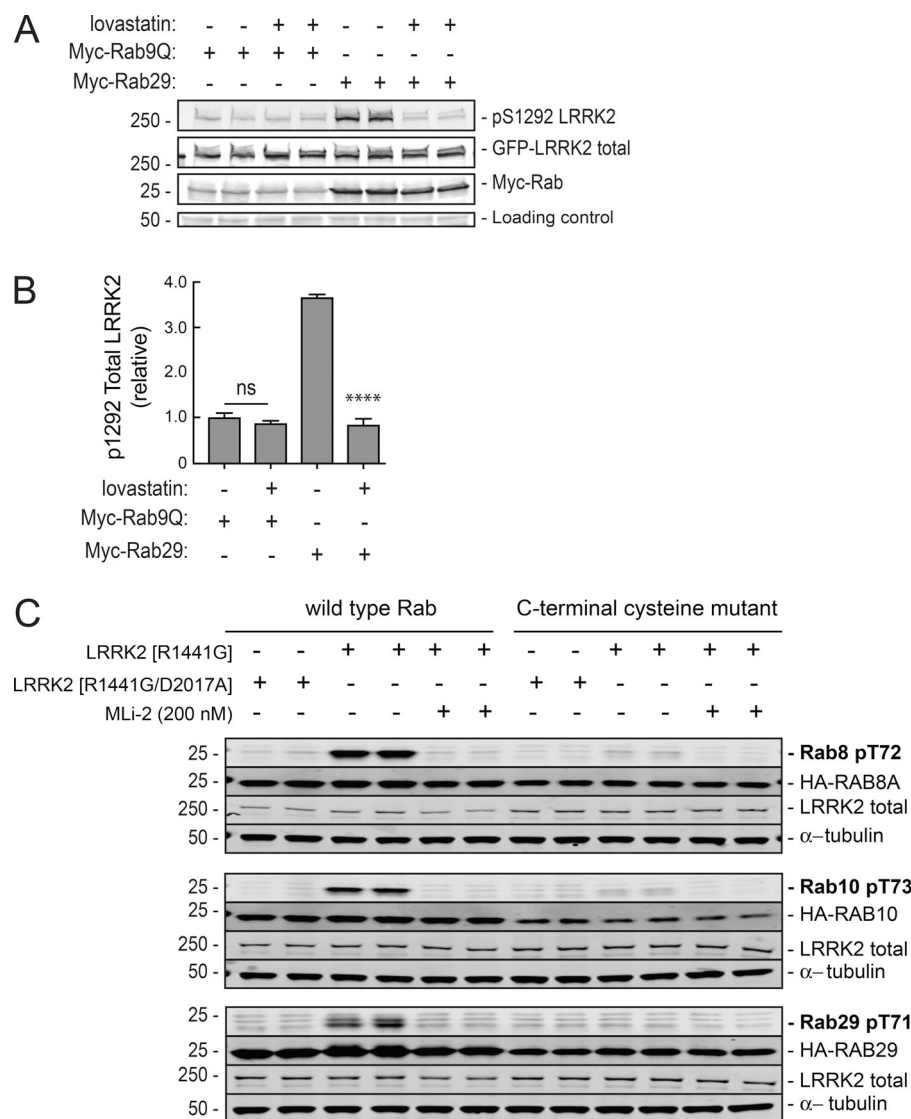 A
lovastatin: - - + + - - + +
Myc-Rab9Q: + + + + - - - -
Myc-Rab29: - - - - + + + +
250 - - pS1292 LRRK2
250 - - GFP-LRRK2 total
25 - - Myc-Rab
50 - - Loading control
B
p1292 Total LRRK2
(relative)
4.0
3.0
2.0
1.0
0
ns
****
lovastatin: - + - +
Myc-Rab9Q: + + - -
Myc-Rab29: - - + +
C
wild type Rab C-terminal cysteine mutant
LRRK2 [R1441G] - - + + + + - - + + + +
LRRK2 [R1441G/D2017A] + + - - - - + + - - - -
MLi-2 (200 nM) - - - - + + - - - - + +
25 - - Rab8 pT72
25 - - HA-RAB8A
250 - - LRRK2 total
50 - - α-tubulin
25 - - Rab10 pT73
25 - - HA-RAB10
250 - - LRRK2 total
50 - - α- tubulin
25 - - Rab29 pT71
25 - - HA-RAB29
250 - - LRRK2 total
50 - - α- tubulin